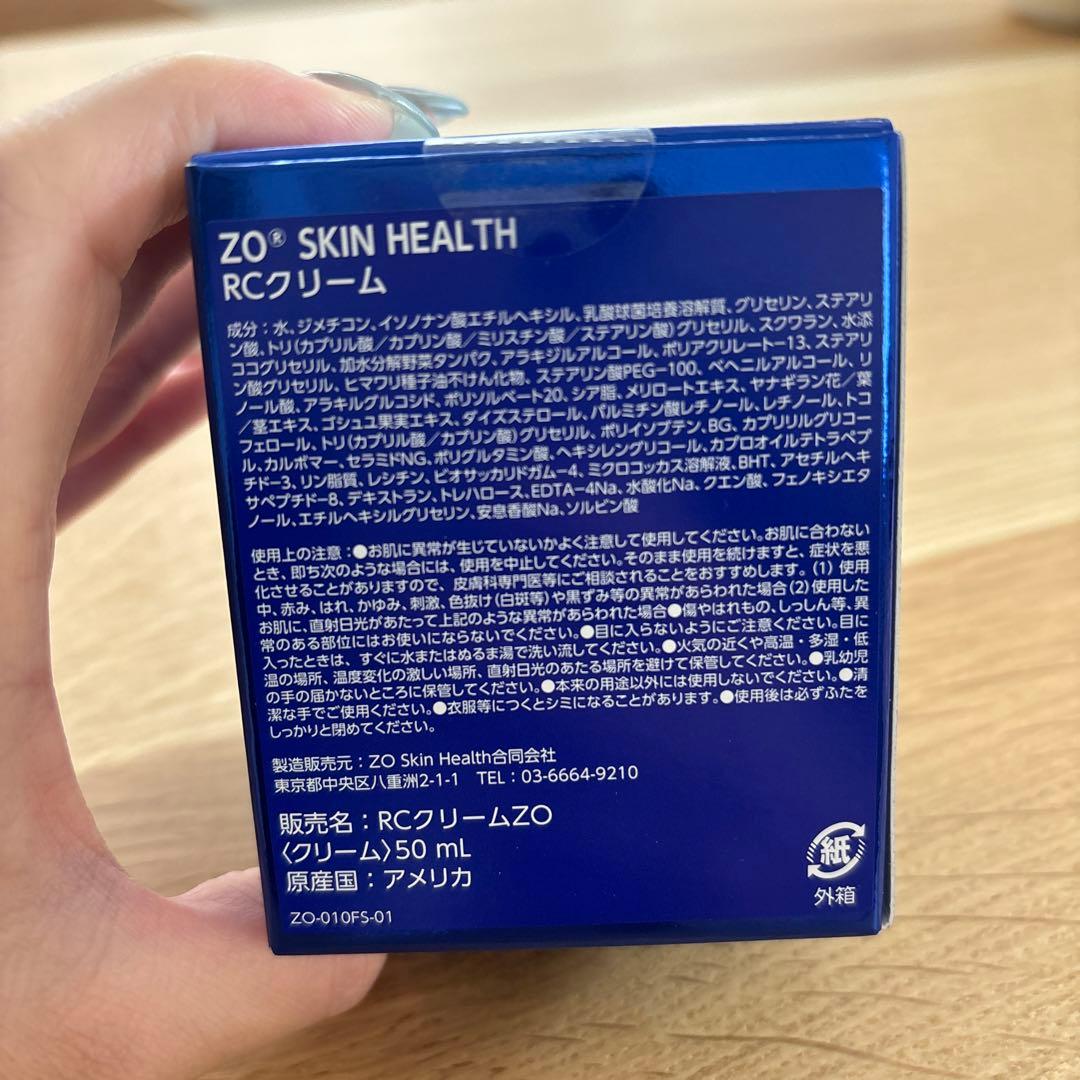 ZO® SKIN HEALTH
RCクリーム
成分：水、ジメチコン、イソノナン酸エチルヘキシル、乳酸球菌培養溶解質、グリセリン、ステアリ
ン酸、トリ(カプリル酸／カプリン酸／ミリスチン酸／ステアリン酸)グリセリル、スクワラン、水添
ココグリセリル、加水分解野菜タンパク、アラキジルアルコール、ポリアクリレート-13、ステアリ
ン酸グリセリル、ヒマワリ種子油不けん化物、ステアリン酸PEG-100、ベヘニルアルコール、リ
ノール酸、アラキルグルコシド、ポリソルベート20、シア脂、メリロートエキス、ヤナギラン花／葉
／茎エキス、ゴシュユ果実エキス、ダイズステロール、パルミチン酸レチノール、レチノール、トコ
フェロール、トリ(カプリル酸／カプリン酸)グリセリル、ポリイソブテン、BG、カプリリルグリコー
ル、カルボマー、セラミドNG、ポリグルタミン酸、ヘキシレングリコール、カプロオイルテトラペプ
チド-3、リン脂質、レシチン、ビオサッカリドガム-4、ミクロコッカス溶解液、BHT、アセチルヘキ
サペプチド-8、デキストラン、トレハロース、EDTA-4Na、水酸化Na、クエン酸、フェノキシエタ
ノール、エチルヘキシルグリセリン、安息香酸Na、ソルビン酸
使用上の注意：●お肌に異常が生じていないかよく注意して使用してください。お肌に合わない
とき、即ち次のような場合には、使用を中止してください。そのまま使用を続けますと、症状を悪
化させることがありますので、皮膚科専門医等にご相談されることをおすすめします。(1) 使用
中、赤み、はれ、かゆみ、刺激、色抜け(白斑等)や黒ずみ等の異常があらわれた場合(2)使用した
お肌に、直射日光があたって上記のような異常があらわれた場合●傷やはれもの、しっしん等、異
常のある部位にはお使いにならないでください。●目に入らないようにご注意ください。目に
入ったときは、すぐに水またはぬるま湯で洗い流してください。●火気の近くや高温・多湿・低
温の場所、温度変化の激しい場所、直射日光のあたる場所を避けて保管してください。●乳幼児
の手の届かないところに保管してください。●本来の用途以外には使用しないでください。●清
潔な手でご使用ください。●衣服等につくとシミになることがあります。●使用後は必ずふたを
しっかりと閉めてください。
製造販売元：ZO Skin Health合同会社
東京都中央区八重洲2-1-1 TEL：03-6664-9210
販売名：RCクリームZO
〈クリーム〉50 mL
原産国：アメリカ
紙
外箱
ZO-010FS-01